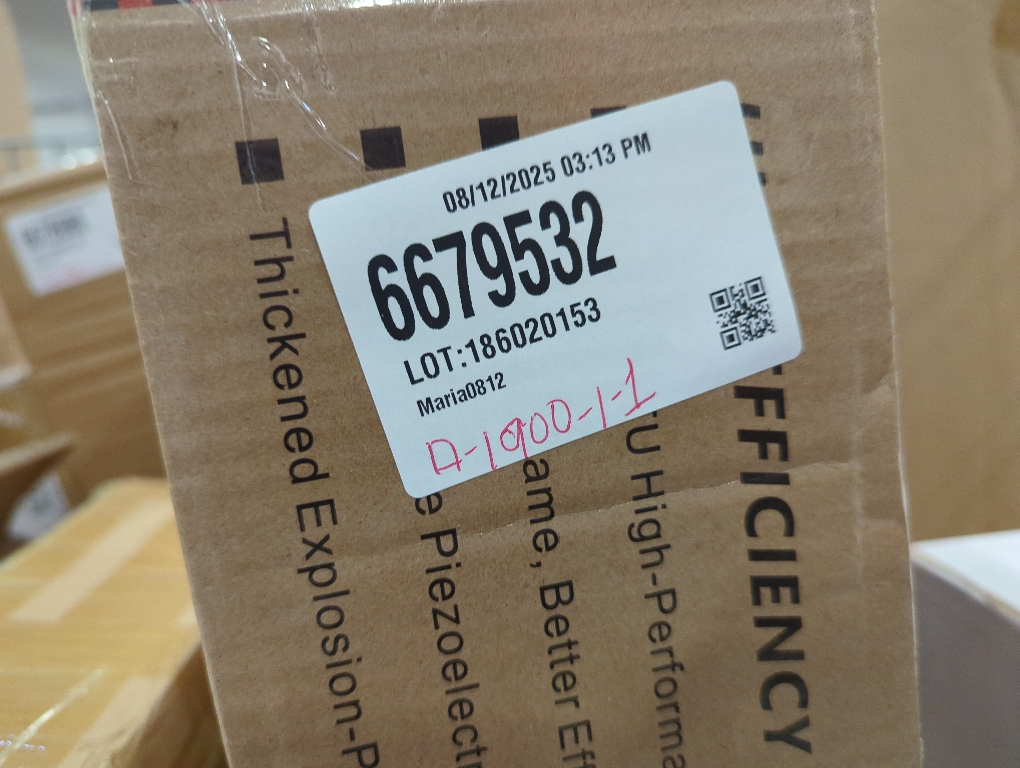 08/12/2025 03:13 PM
6679532
LOT:186020153
Maria0812
A-1900-1-1
FFICIENCY
TU High-Performa
ame, Better Eff
e Piezoelectr
Thickened Explosion-P